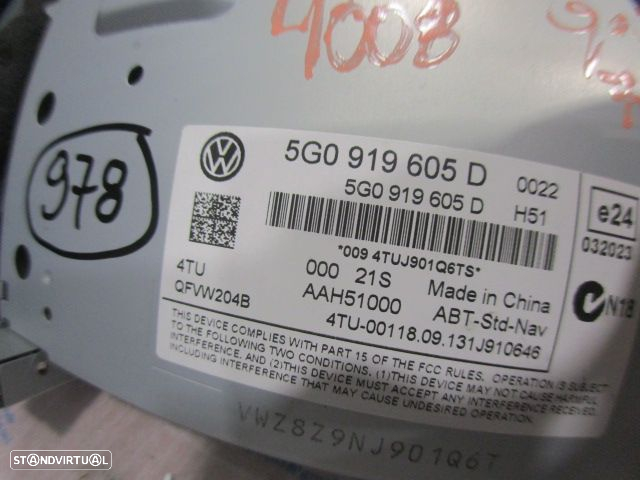 4008
978
5G0 919 605 D 0022
5G0 919 605 D H51
e24
032023
*009 4TUJ901Q6TS*
4TU 000 21S Made in China
QFVW204B AAH51000 ABT-Std-Nav
N18
4TU-00118.09.131J910646
THIS DEVICE COMPLIES WITH PART 15 OF THE FCC RULES. OPERATION IS SUBJECT
TO THE FOLLOWING TWO CONDITIONS, (1)THIS DEVICE MAY NOT CAUSE HARMFUL
INTERFERENCE, AND (2)THIS DEVICE MUST ACCEPT ANY INTERFERENCE RECEIVED,
INCLUDING INTERFERENCE THAT MAY CAUSE UNDESIRED OPERATION
VWZ8Z9NJ901Q6T
STANDVIRTUAL